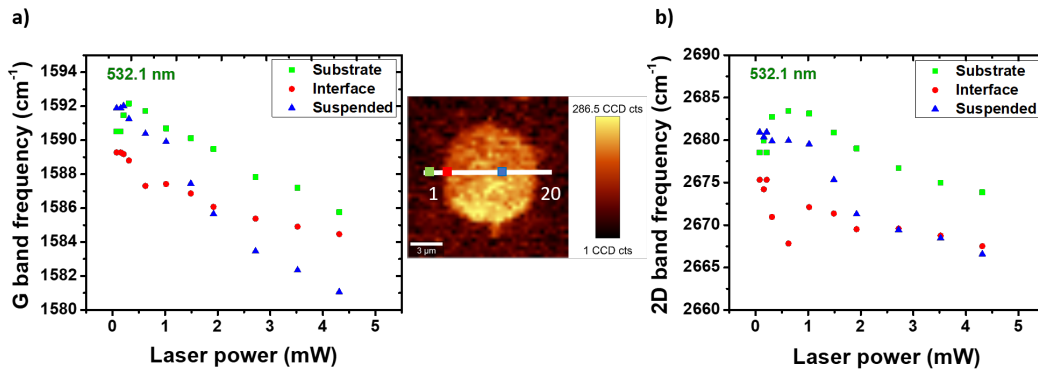 a)
532.1 nm
Substrate
Interface
Suspended
1594
1592
1590
1588
1586
1584
1582
1580
G band frequency (cm-1)
0 1 2 3 4 5
Laser power (mW)
1 20
3 µm
286.5 CCD cts
1 CCD cts
b)
532.1 nm
Substrate
Interface
Suspended
2690
2685
2680
2675
2670
2665
2660
2D band frequency (cm-1)
0 1 2 3 4 5
Laser power (mW)